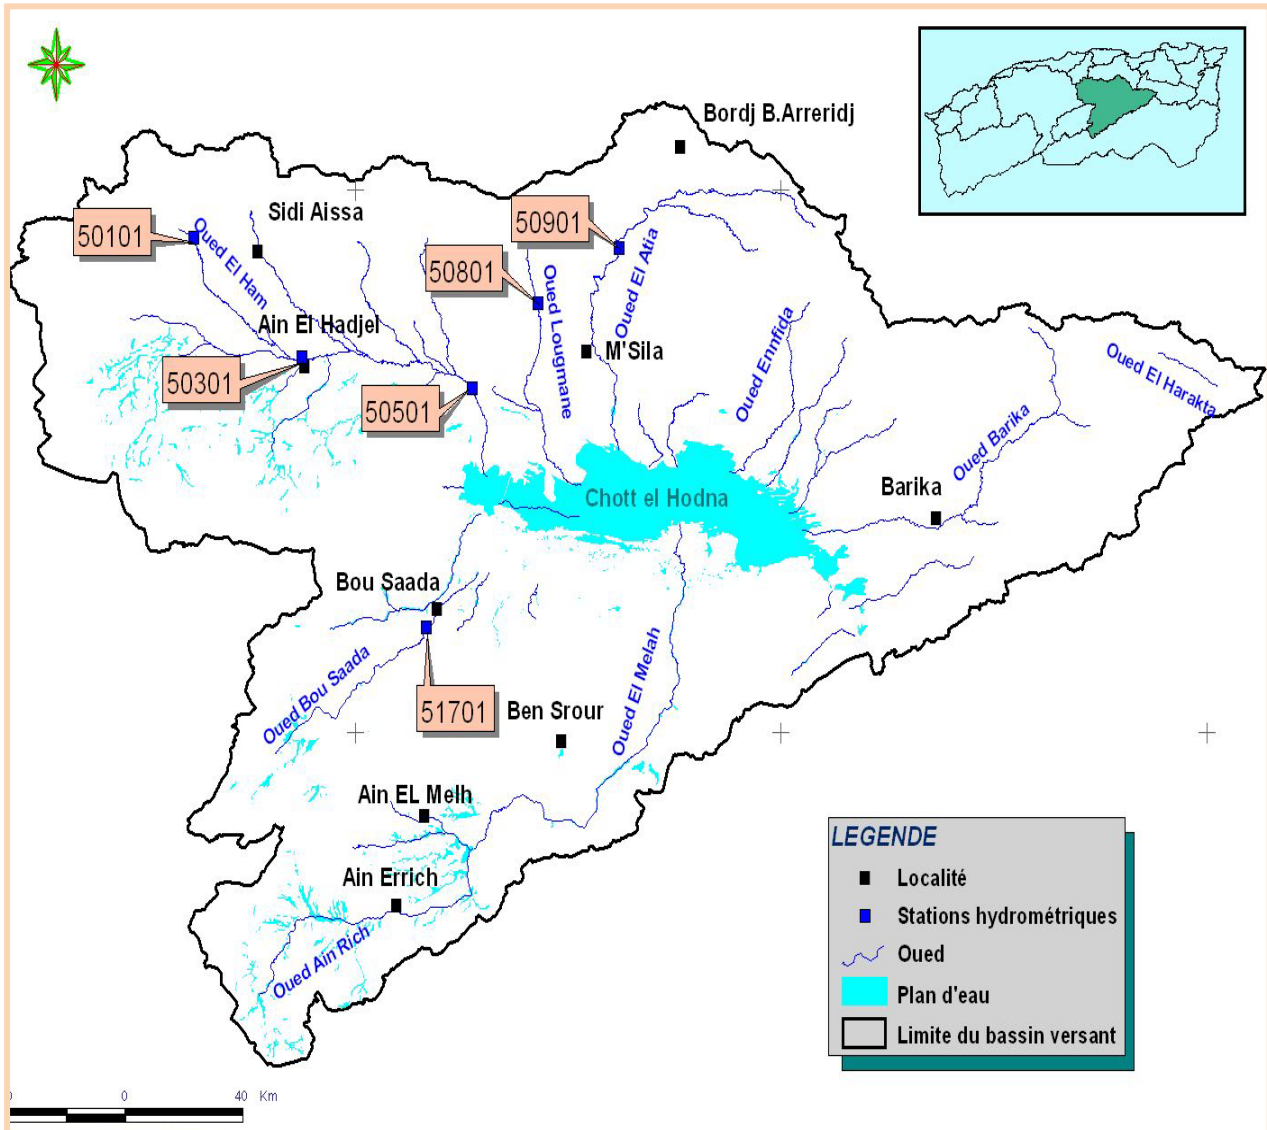 Bordj B.Arreridj
Sidi Aissa
50101
50901
Oued El Ham
Oued El Atia
50801
Oued Lougmane
Ain El Hadjel
M'Sila
Oued Ennfida
Oued El Harakta
50301
50501
Oued Barika
Barika
Chott el Hodna
Bou Saada
Oued Bou Saada
51701
Ben Srour
Oued El Melah
Ain EL Melh
Ain Errich
Oued Ain Rich
LEGENDE
Localité
Stations hydrométriques
Oued
Plan d'eau
Limite du bassin versant
0 40 Km